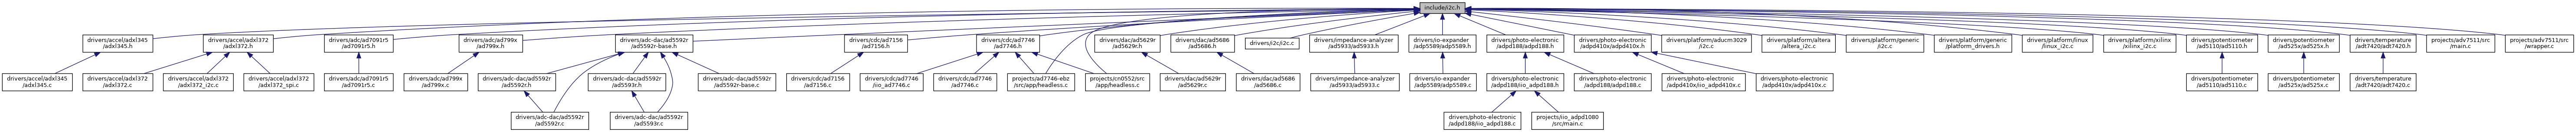 include/i2c.h
drivers/accel/adxl345
/adxl345.h
drivers/accel/adxl372
/adxl372.h
drivers/adc/ad7091r5
/ad7091r5.h
drivers/adc/ad799x
/ad799x.h
drivers/adc-dac/ad5592r
/ad5592r-base.h
drivers/cdc/ad7156
/ad7156.h
drivers/cdc/ad7746
/ad7746.h
drivers/dac/ad5629r
/ad5629r.h
drivers/dac/ad5686
/ad5686.h
drivers/i2c/i2c.c
drivers/impedance-analyzer
/ad5933/ad5933.h
drivers/io-expander
/adp5589/adp5589.h
drivers/photo-electronic
/adpd188/adpd188.h
drivers/photo-electronic
/adpd410x/adpd410x.h
drivers/platform/aducm3029
/i2c.c
drivers/platform/altera
/altera_i2c.c
drivers/platform/generic
/i2c.c
drivers/platform/generic
/platform_drivers.h
drivers/platform/linux
/linux_i2c.c
drivers/platform/xilinx
/xilinx_i2c.c
drivers/potentiometer
/ad5110/ad5110.h
drivers/potentiometer
/ad525x/ad525x.h
drivers/temperature
/adt7420/adt7420.h
projects/adv7511/src
/main.c
projects/adv7511/src
/wrapper.c
drivers/accel/adxl345
/adxl345.c
drivers/accel/adxl372
/adxl372.c
drivers/accel/adxl372
/adxl372_i2c.c
drivers/accel/adxl372
/adxl372_spi.c
drivers/adc/ad7091r5
/ad7091r5.c
drivers/adc/ad799x
/ad799x.c
drivers/adc-dac/ad5592r
/ad5592r.h
drivers/adc-dac/ad5592r
/ad5593r.h
drivers/adc-dac/ad5592r
/ad5592r-base.c
drivers/cdc/ad7156
/ad7156.c
drivers/cdc/ad7746
/iio_ad7746.c
drivers/cdc/ad7746
/ad7746.c
projects/ad7746-ebz
/src/app/headless.c
projects/cn0552/src
/app/headless.c
drivers/dac/ad5629r
/ad5629r.c
drivers/dac/ad5686
/ad5686.c
drivers/impedance-analyzer
/ad5933/ad5933.c
drivers/io-expander
/adp5589/adp5589.c
drivers/photo-electronic
/adpd188/iio_adpd188.h
drivers/photo-electronic
/adpd188/adpd188.c
drivers/photo-electronic
/adpd410x/iio_adpd410x.c
drivers/photo-electronic
/adpd410x/adpd410x.c
drivers/potentiometer
/ad5110/ad5110.c
drivers/potentiometer
/ad525x/ad525x.c
drivers/temperature
/adt7420/adt7420.c
drivers/adc-dac/ad5592r
/ad5592r.c
drivers/adc-dac/ad5592r
/ad5593r.c
drivers/photo-electronic
/adpd188/iio_adpd188.c
projects/iio_adpd1080
/src/main.c